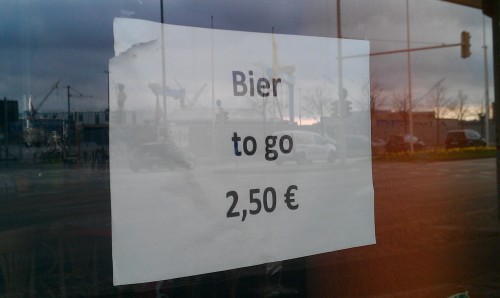 Bier
to go
2,50 €